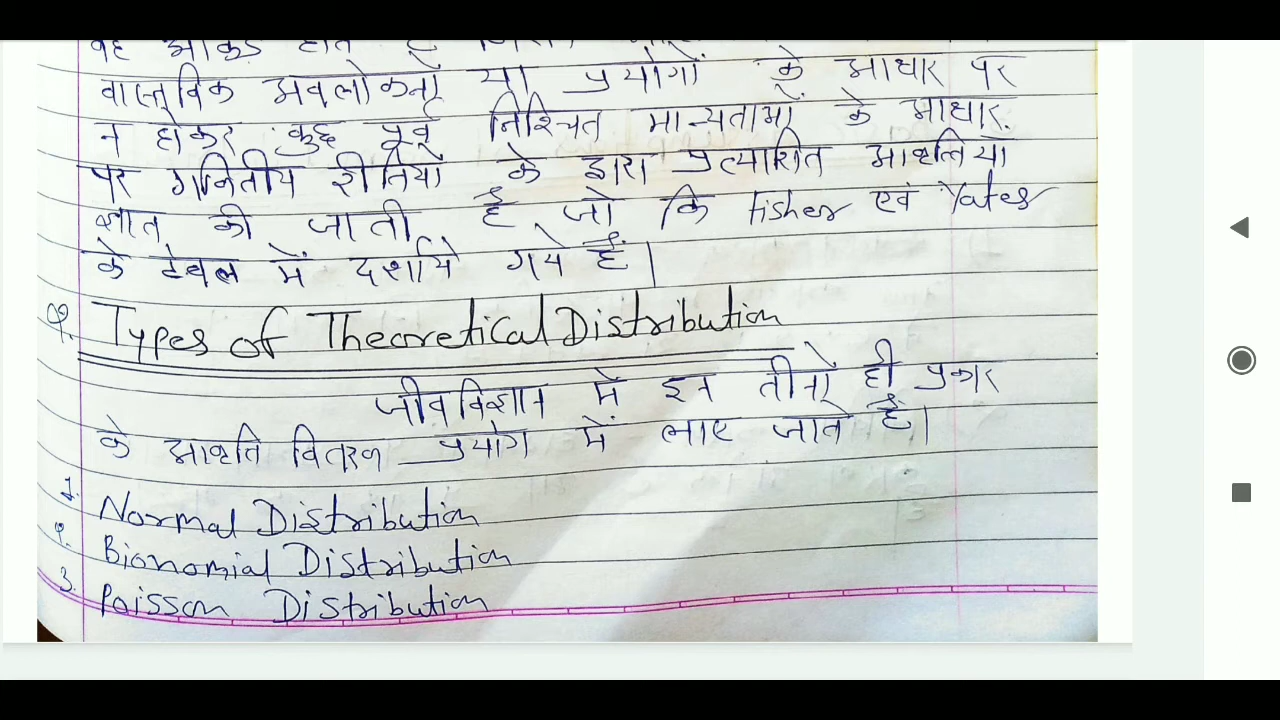 वास्तविक अवलोकनों या प्रयोगों के आधार पर
न होकर कुछ पूर्व निश्चित मान्यताओं के आधार
पर गनितीय रीतियों के द्वारा प्रत्याशित आवृत्तिया
ज्ञात की जाती है, जो कि Fisher एवं Yates
के टेबल में दर्शाये गये हैं।
Q. Types of Theoretical Distribution
जीवविज्ञान में इन तीनों ही प्रकार
के आवृति वितरण प्रयोग में लाए जाते हैं।
1. Normal Distribution
2. Bionomial Distribution
3. Poisson Distribution